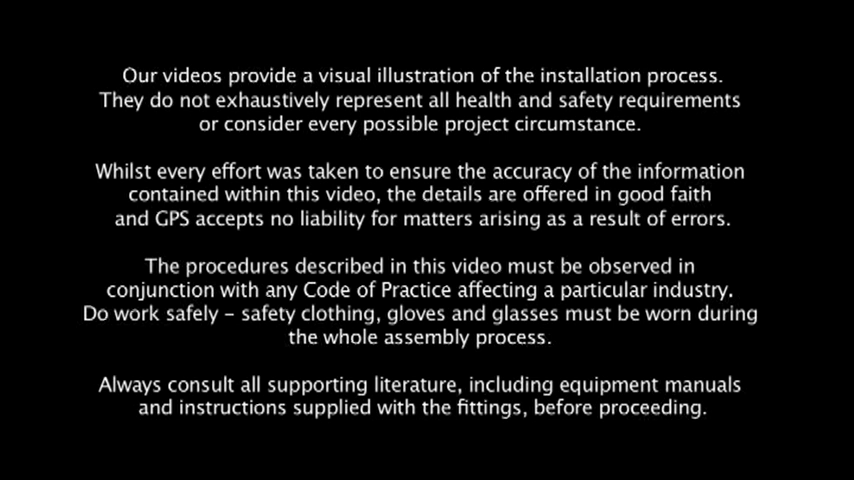 Our videos provide a visual illustration of the installation process.
They do not exhaustively represent all health and safety requirements
or consider every possible project circumstance.
Whilst every effort was taken to ensure the accuracy of the information
contained within this video, the details are offered in good faith
and GPS accepts no liability for matters arising as a result of errors.
The procedures described in this video must be observed in
conjunction with any Code of Practice affecting a particular industry.
Do work safely – safety clothing, gloves and glasses must be worn during
the whole assembly process.
Always consult all supporting literature, including equipment manuals
and instructions supplied with the fittings, before proceeding.